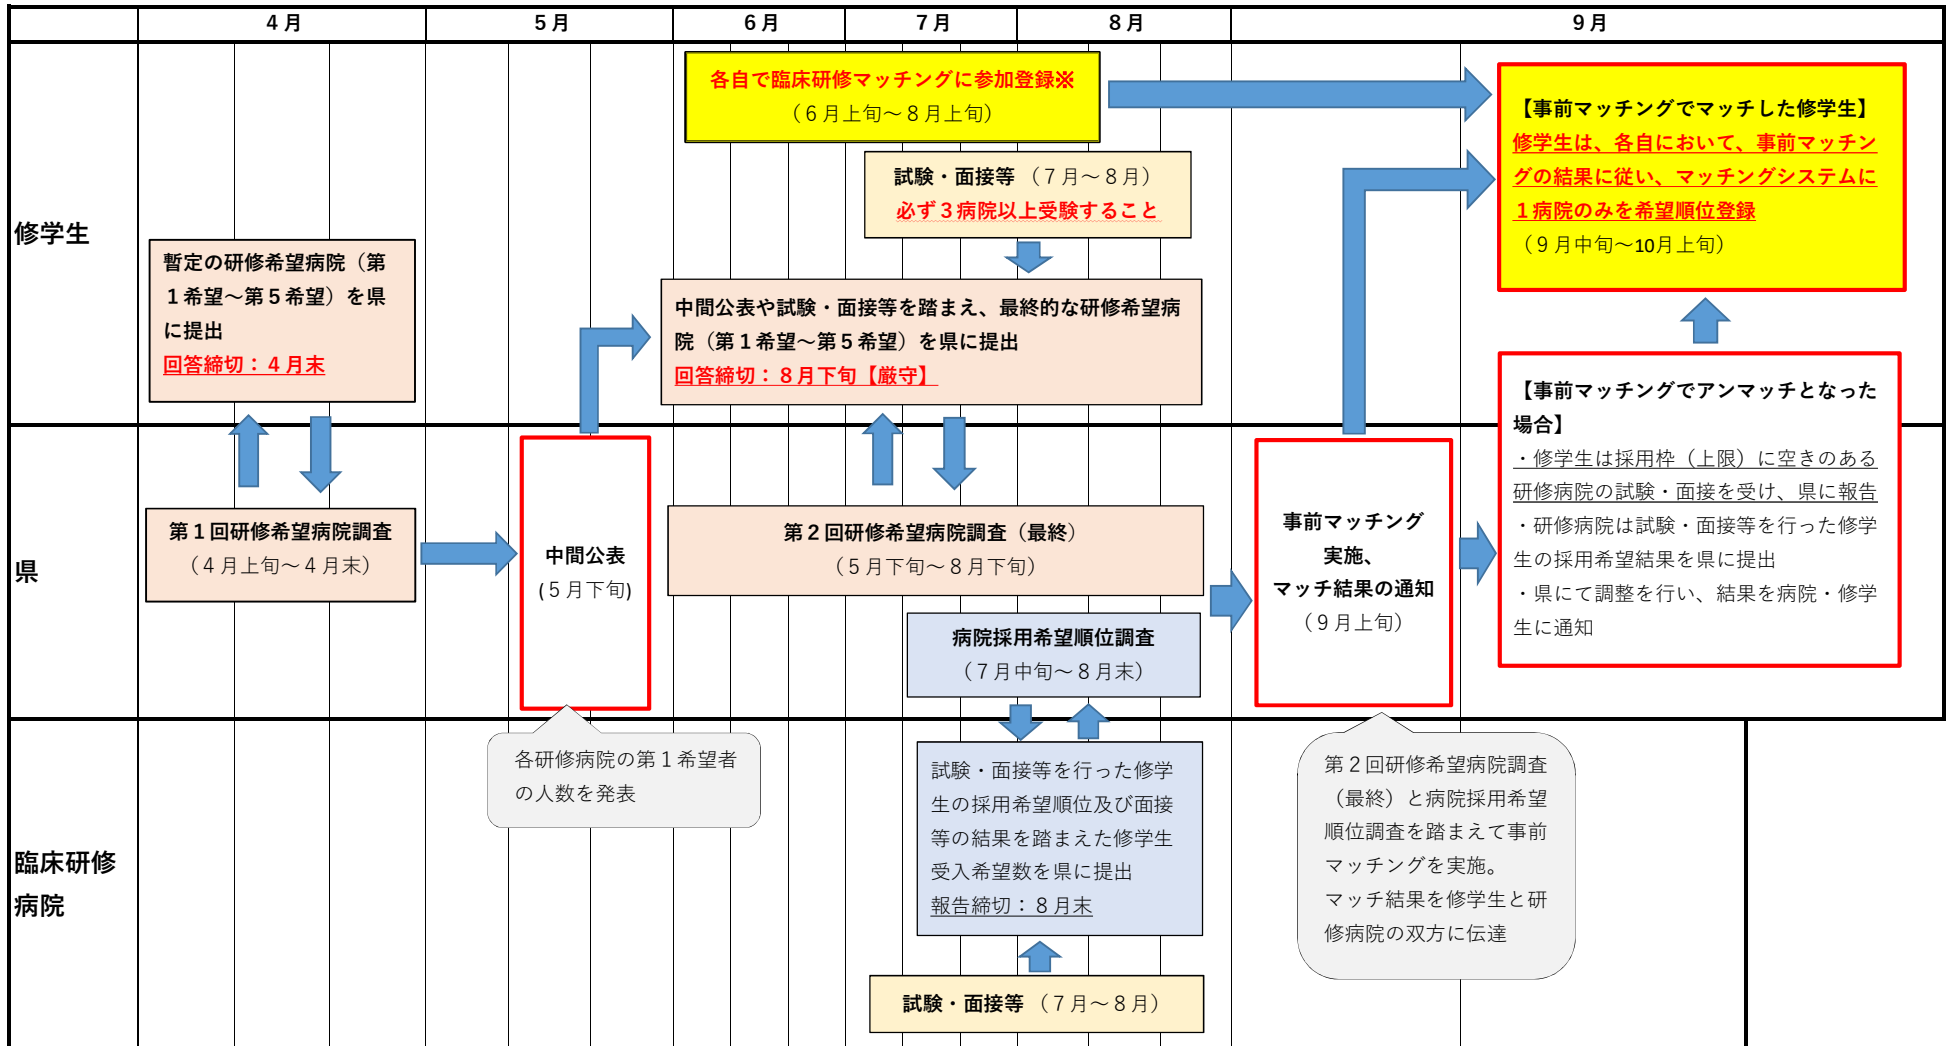 4月
5月
6月
7月
8月
9月
修学生
各自で臨床研修マッチングに参加登録※
（6月上旬～8月上旬）
試験・面接等（7月～8月）
必ず3病院以上受験すること
【事前マッチングでマッチした修学生】
修学生は、各自において、事前マッチン
グの結果に従い、マッチングシステムに
1病院のみを希望順位登録
（9月中旬～10月上旬）
暫定の研修希望病院（第
1希望～第5希望）を県
に提出
回答締切：4月末
中間公表や試験・面接等を踏まえ、最終的な研修希望病
院（第1希望～第5希望）を県に提出
回答締切：8月下旬【厳守】
県
第1回研修希望病院調査
（4月上旬～4月末）
中間公表
(5月下旬)
第2回研修希望病院調査（最終）
（5月下旬～8月下旬）
病院採用希望順位調査
（7月中旬～8月末）
事前マッチング
実施、
マッチ結果の通知
（9月上旬）
【事前マッチングでアンマッチとなった
場合】
・修学生は採用枠（上限）に空きのある
研修病院の試験・面接を受け、県に報告
・研修病院は試験・面接等を行った修学
生の採用希望結果を県に提出
・県にて調整を行い、結果を病院・修学
生に通知
臨床研修
病院
各研修病院の第1希望者
の人数を発表
試験・面接等を行った修学
生の採用希望順位及び面接
等の結果を踏まえた修学生
受入希望数を県に提出
報告締切：8月末
試験・面接等（7月～8月）
第2回研修希望病院調査
（最終）と病院採用希望
順位調査を踏まえて事前
マッチングを実施。
マッチ結果を修学生と研
修病院の双方に伝達